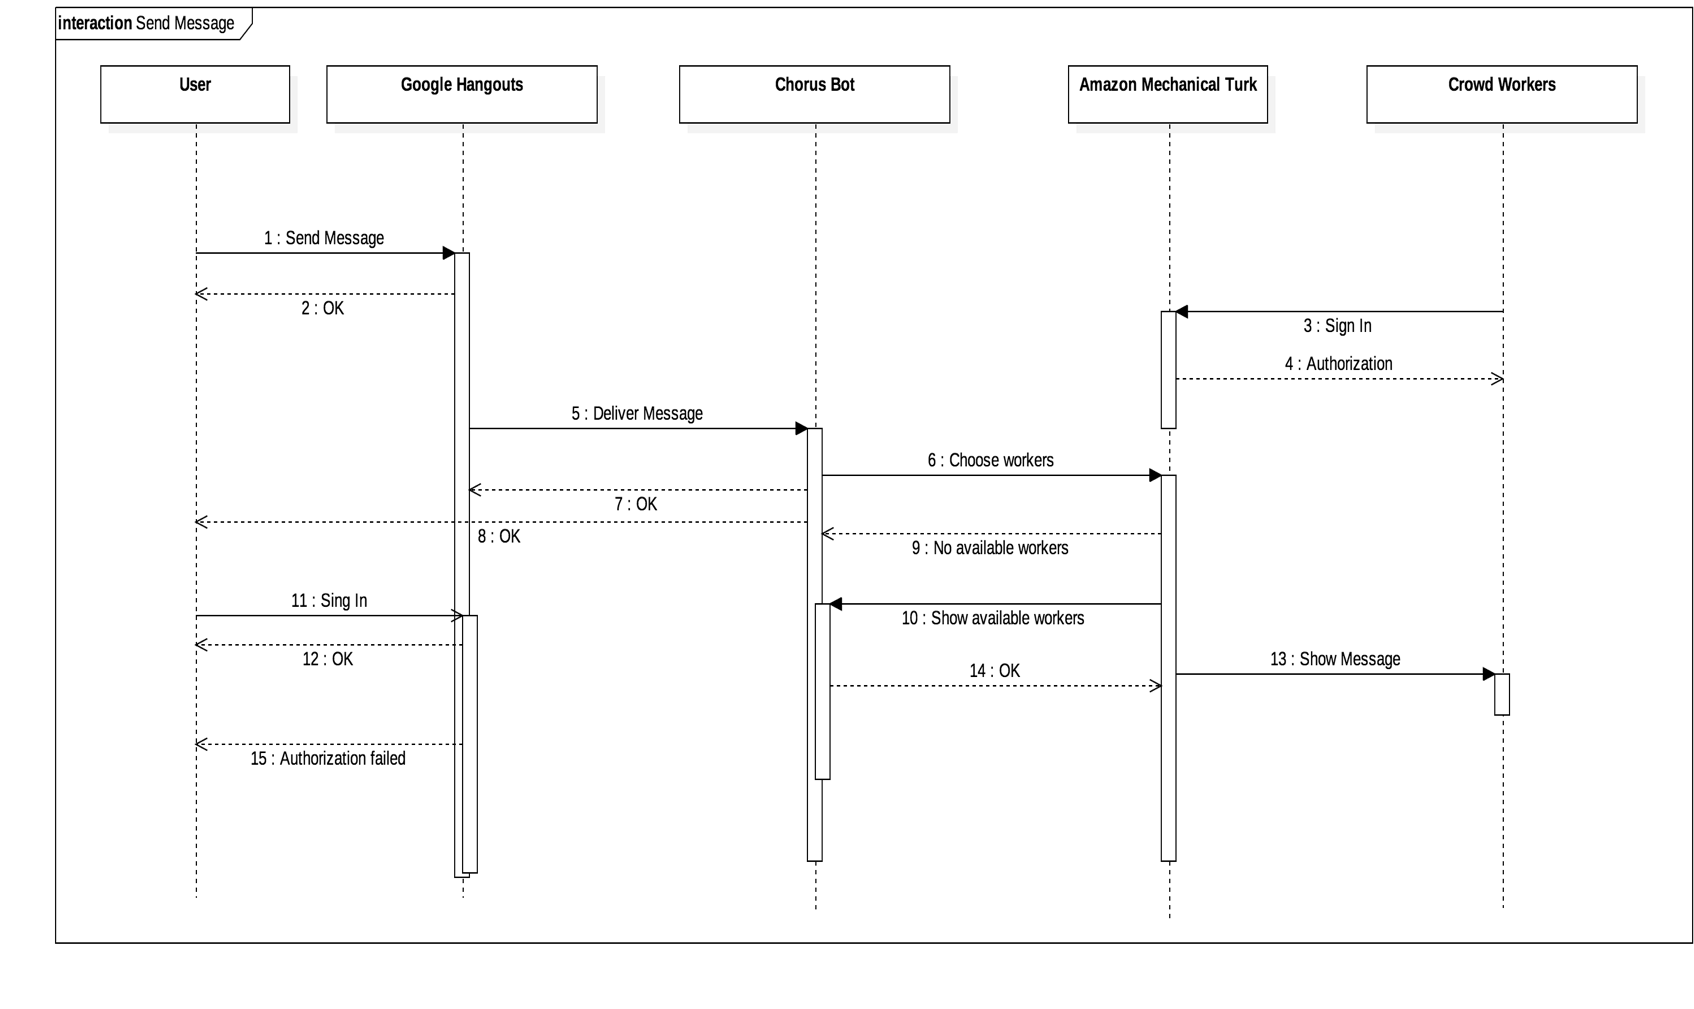 interaction Send Message
User
Google Hangouts
Chorus Bot
Amazon Mechanical Turk
Crowd Workers
1 : Send Message
2 : OK
3 : Sign In
4 : Authorization
5 : Deliver Message
6 : Choose workers
7 : OK
8 : OK
9 : No available workers
11 : Sing In
10 : Show available workers
12 : OK
13 : Show Message
14 : OK
15 : Authorization failed